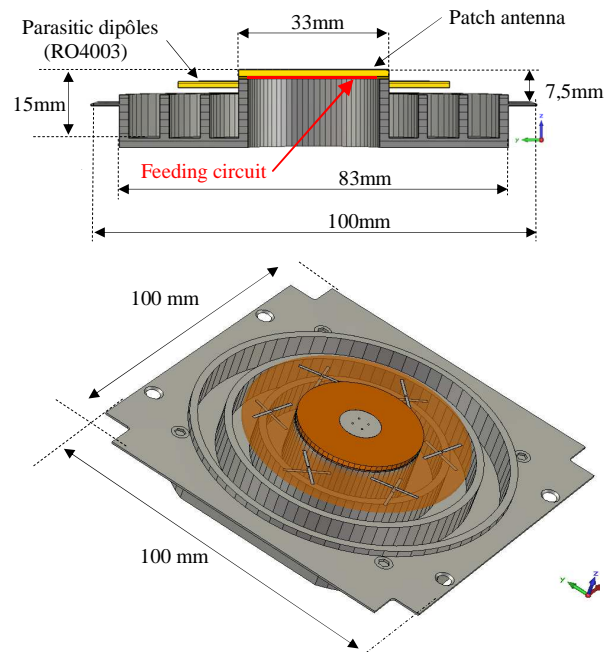 33mm
Patch antenna
Parasitic dipôles
(RO4003)
15mm
7,5mm
y
z
Feeding circuit
83mm
100mm
100 mm
100 mm
y
z